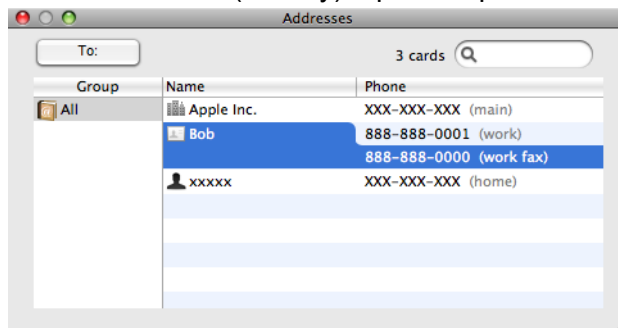 Addresses
To:
3 cards
Group Name Phone
All Apple Inc. XXX-XXX-XXX (main)
Bob 888-888-0001 (work)
888-888-0000 (work fax)
xxxxx XXX-XXX-XXX (home)